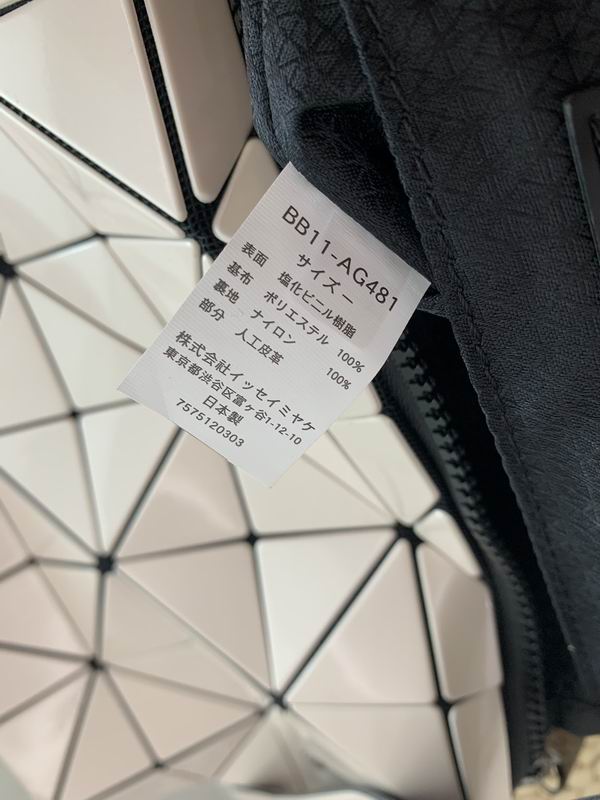 BB11-AG481
サイズ ー
表面 塩化ビニル樹脂
基布 ポリエステル 100%
裏地 ナイロン 100%
部分 人工皮革
株式会社イッセイミヤケ
東京都渋谷区富ヶ谷1-12-10
日本製
7575120303